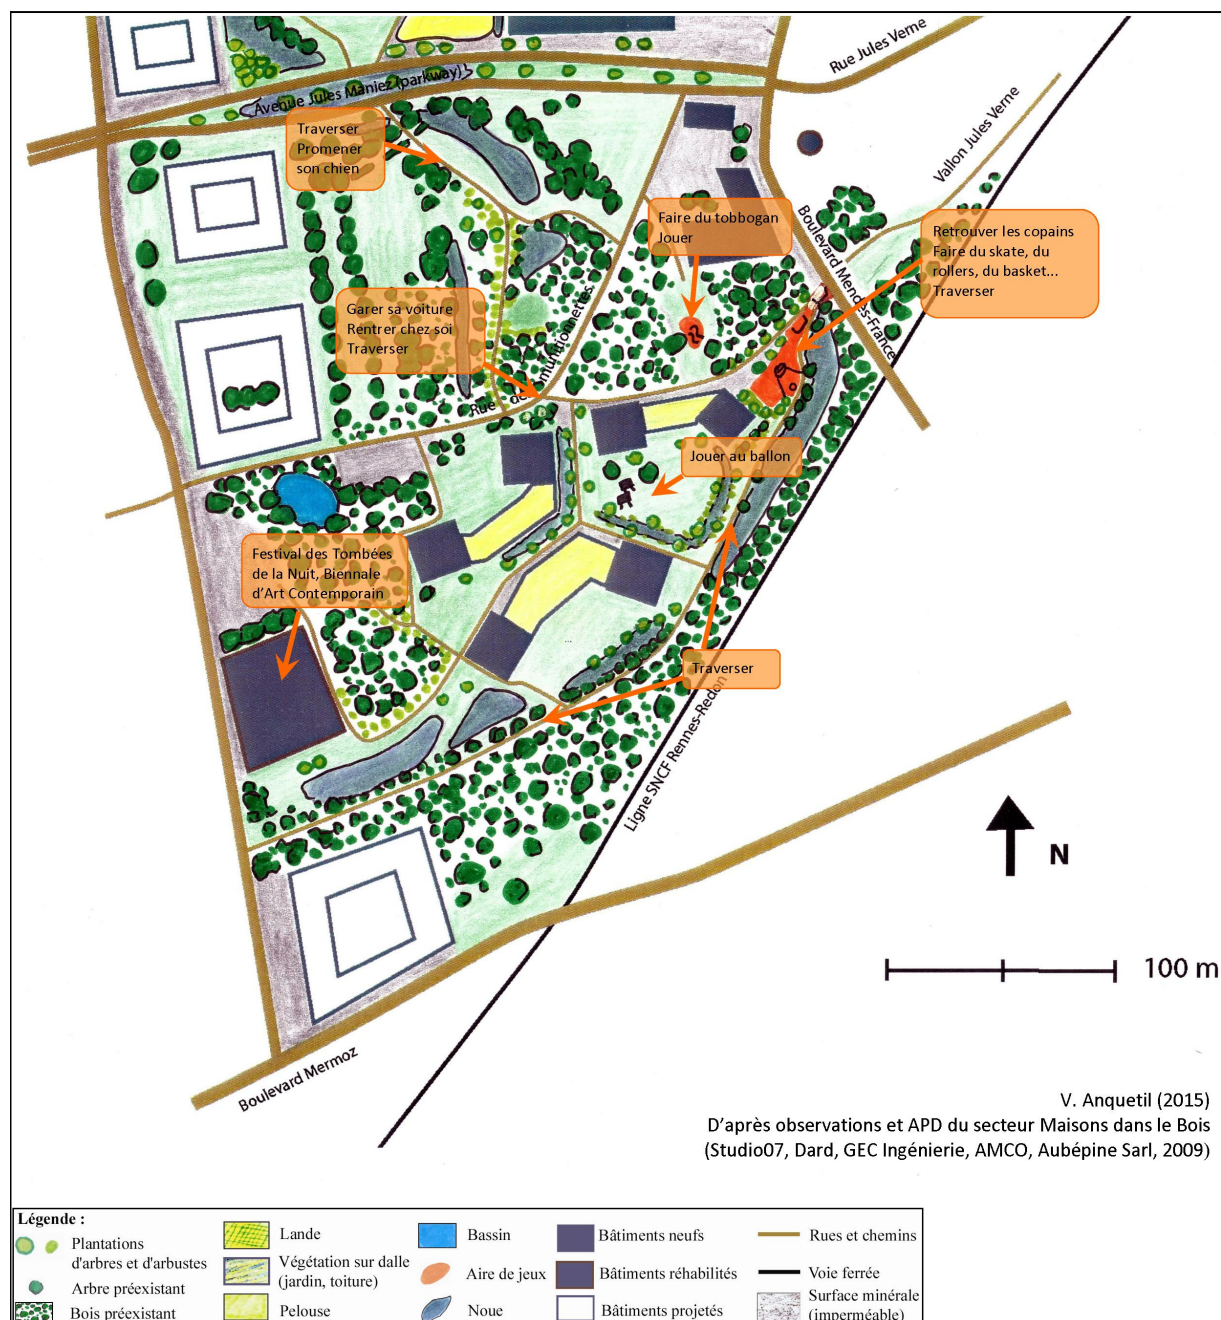 Rue Jules Verne
Avenue Jules Maniez (parkway)
Vallon Jules Verne
Traverser
Promener
son chien
Faire du tobbogan
Jouer
Boulevard Mendès-France
Retrouver les copains
Faire du skate, du
rollers, du basket...
Traverser
Garer sa voiture
Rentrer chez soi
Traverser
Rue des munitionnettes
Jouer au ballon
Festival des Tombées
de la Nuit, Biennale
d'Art Contemporain
...
Traverser
Ligne SNCF Rennes-Redon
N
100 m
Boulevard Mermoz
V. Anquetil (2015)
D'après observations et APD du secteur Maisons dans le Bois
(Studio07, Dard, GEC Ingénierie, AMCO, Aubépine Sarl, 2009)
Légende :
Plantations
d'arbres et d'arbustes
Arbre préexistant
Bois préexistant
Lande
Végétation sur dalle
(jardin, toiture)
Pelouse
Bassin
Aire de jeux
Noue
Bâtiments neufs
Bâtiments réhabilités
Bâtiments projetés
Rues et chemins
Voie ferrée
Surface minérale
(imperméable)